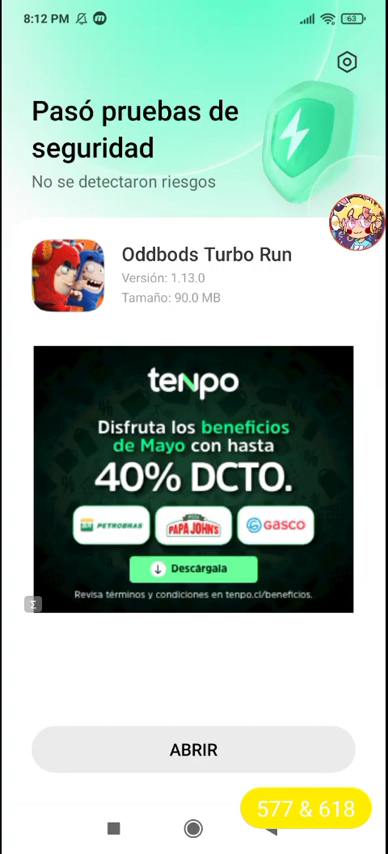 8:12 PM
63
Pasó pruebas de
seguridad
No se detectaron riesgos
Oddbods Turbo Run
Versión: 1.13.0
Tamaño: 90.0 MB
tenpo
Disfruta los beneficios
de Mayo con hasta
40% DCTO.
PETROBRAS
PAPA JOHN'S
GASCO
Descárgala
Revisa términos y condiciones en tenpo.cl/beneficios.
Σ
ABRIR
577 & 618